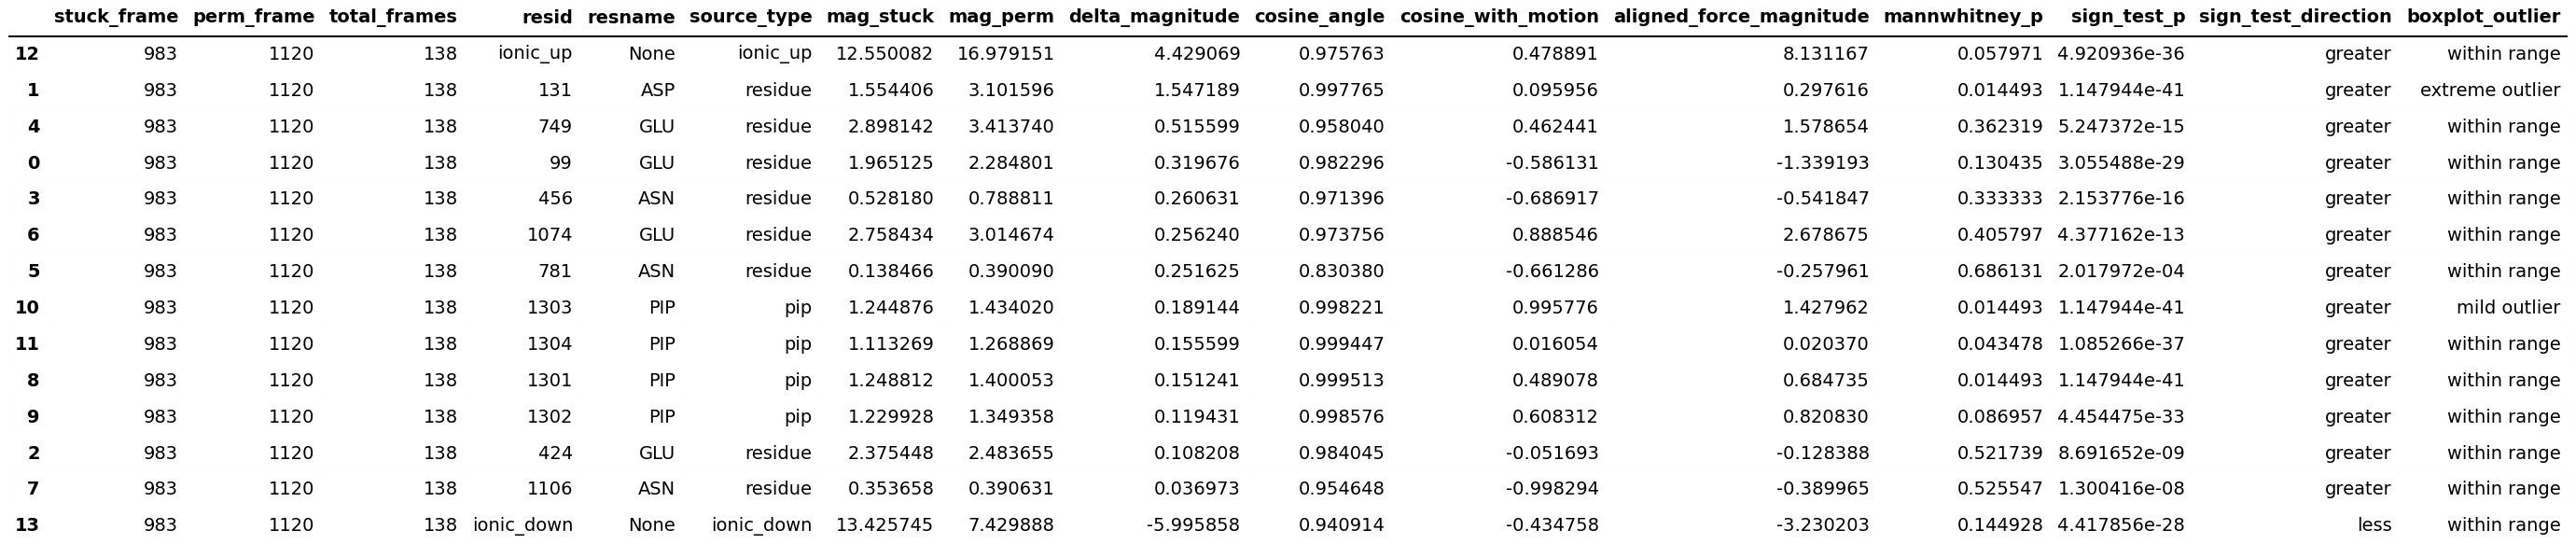 stuck_frame perm_frame total_frames resid resname source_type mag_stuck mag_perm delta_magnitude cosine_angle cosine_with_motion aligned_force_magnitude mannwhitney_p sign_test_p sign_test_direction boxplot_outlier
12 983 1120 138 ionic_up None ionic_up 12.550082 16.979151 4.429069 0.975763 0.478891 8.131167 0.057971 4.920936e-36 greater within range
1 983 1120 138 131 ASP residue 1.554406 3.101596 1.547189 0.997765 0.095956 0.297616 0.014493 1.147944e-41 greater extreme outlier
4 983 1120 138 749 GLU residue 2.898142 3.413740 0.515599 0.958040 0.462441 1.578654 0.362319 5.247372e-15 greater within range
0 983 1120 138 99 GLU residue 1.965125 2.284801 0.319676 0.982296 -0.586131 -1.339193 0.130435 3.055488e-29 greater within range
3 983 1120 138 456 ASN residue 0.528180 0.788811 0.260631 0.971396 -0.686917 -0.541847 0.333333 2.153776e-16 greater within range
6 983 1120 138 1074 GLU residue 2.758434 3.014674 0.256240 0.973756 0.888546 2.678675 0.405797 4.377162e-13 greater within range
5 983 1120 138 781 ASN residue 0.138466 0.390090 0.251625 0.830380 -0.661286 -0.257961 0.686131 2.017972e-04 greater within range
10 983 1120 138 1303 PIP pip 1.244876 1.434020 0.189144 0.998221 0.995776 1.427962 0.014493 1.147944e-41 greater mild outlier
11 983 1120 138 1304 PIP pip 1.113269 1.268869 0.155599 0.999447 0.016054 0.020370 0.043478 1.085266e-37 greater within range
8 983 1120 138 1301 PIP pip 1.248812 1.400053 0.151241 0.999513 0.489078 0.684735 0.014493 1.147944e-41 greater within range
9 983 1120 138 1302 PIP pip 1.229928 1.349358 0.119431 0.998576 0.608312 0.820830 0.086957 4.454475e-33 greater within range
2 983 1120 138 424 GLU residue 2.375448 2.483655 0.108208 0.984045 -0.051693 -0.128388 0.521739 8.691652e-09 greater within range
7 983 1120 138 1106 ASN residue 0.353658 0.390631 0.036973 0.954648 -0.998294 -0.389965 0.525547 1.300416e-08 greater within range
13 983 1120 138 ionic_down None ionic_down 13.425745 7.429888 -5.995858 0.940914 -0.434758 -3.230203 0.144928 4.417856e-28 less within range